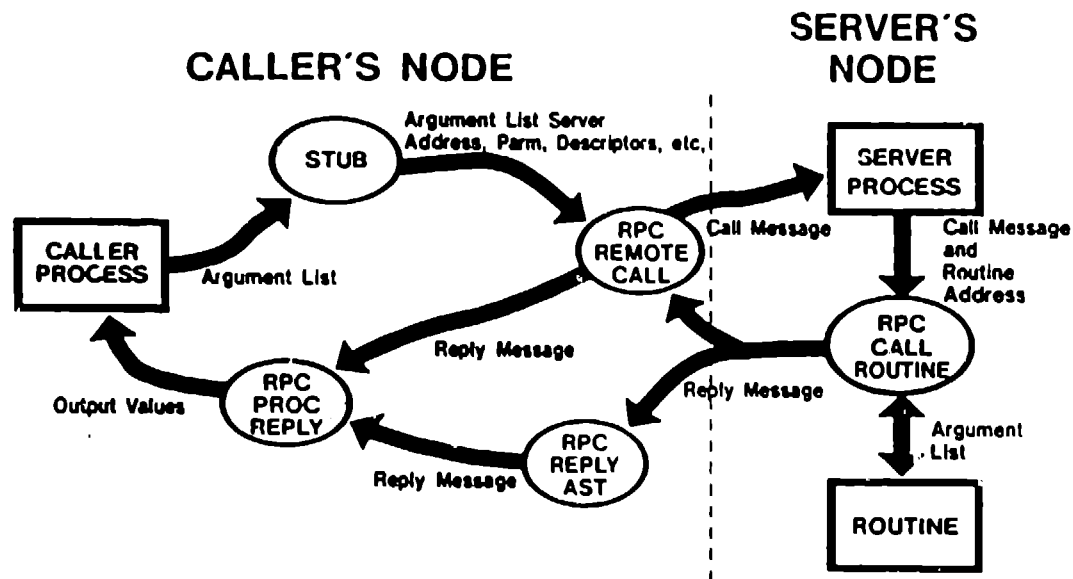 CALLER'S NODE
SERVER'S
NODE
STUB
Argument List Server
Address, Parm, Descriptors, etc,
SERVER
PROCESS
CALLER
PROCESS
Argument List
RPC
REMOTE
CALL
Call Message
Call Message
and
Routine
Address
RPC
CALL
ROUTINE
Reply Message
Reply Message
RPC
PROC
REPLY
Output Values
RPC
REPLY
AST
Reply Message
Argument
List
ROUTINE